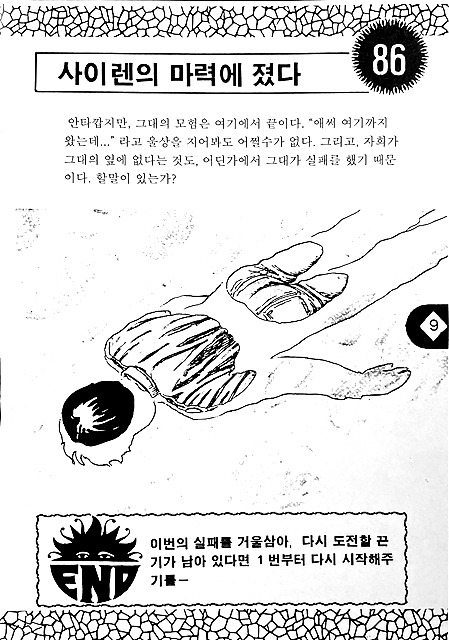 86
사이렌의 마력에 졌다
안타깝지만, 그대의 모험은 여기에서 끝이다. “애써 여기까지
왔는데…” 라고 울상을 지어봐도 어쩔수가 없다. 그리고, 자희가
그대의 옆에 없다는 것도, 어딘가에서 그대가 실패를 했기 때문
이다. 할말이 있는가?
9
END
이번의 실패를 거울삼아, 다시 도전할 끈
기가 남아 있다면 1 번부터 다시 시작해주
기를−